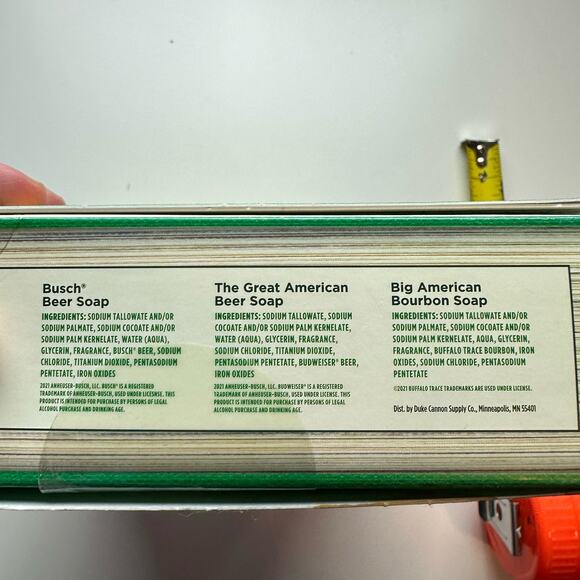 Busch®
Beer Soap
INGREDIENTS: SODIUM TALLOWATE AND/OR
SODIUM PALMATE, SODIUM COCOATE AND/OR
SODIUM PALM KERNELATE, WATER (AQUA),
GLYCERIN, FRAGRANCE, BUSCH® BEER, SODIUM
CHLORIDE, TITANIUM DIOXIDE, PENTASODIUM
PENTETATE, IRON OXIDES
2021 ANHEUSER-BUSCH, LLC. BUSCH® IS A REGISTERED
TRADEMARK OF ANHEUSER-BUSCH, USED UNDER LICENSE. THIS
PRODUCT IS INTENDED FOR PURCHASE BY PERSONS OF LEGAL
ALCOHOL PURCHASE AND DRINKING AGE.
The Great American
Beer Soap
INGREDIENTS: SODIUM TALLOWATE, SODIUM
COCOATE AND/OR SODIUM PALM KERNELATE,
WATER (AQUA), GLYCERIN, FRAGRANCE,
SODIUM CHLORIDE, TITANIUM DIOXIDE,
PENTASODIUM PENTETATE, BUDWEISER® BEER,
IRON OXIDES
2021 ANHEUSER-BUSCH, LLC. BUDWEISER® IS A REGISTERED
TRADEMARK OF ANHEUSER-BUSCH, USED UNDER LICENSE. THIS
PRODUCT IS INTENDED FOR PURCHASE BY PERSONS OF LEGAL
ALCOHOL PURCHASE AND DRINKING AGE.
Big American
Bourbon Soap
INGREDIENTS: SODIUM TALLOWATE AND/OR
SODIUM PALMATE, SODIUM COCOATE AND/OR
SODIUM PALM KERNELATE, AQUA, GLYCERIN,
FRAGRANCE, BUFFALO TRACE BOURBON, IRON
OXIDES, SODIUM CHLORIDE, PENTASODIUM
PENTETATE
©2021 BUFFALO TRACE TRADEMARKS ARE USED UNDER LICENSE.
Dist. by Duke Cannon Supply Co., Minneapolis, MN 55401